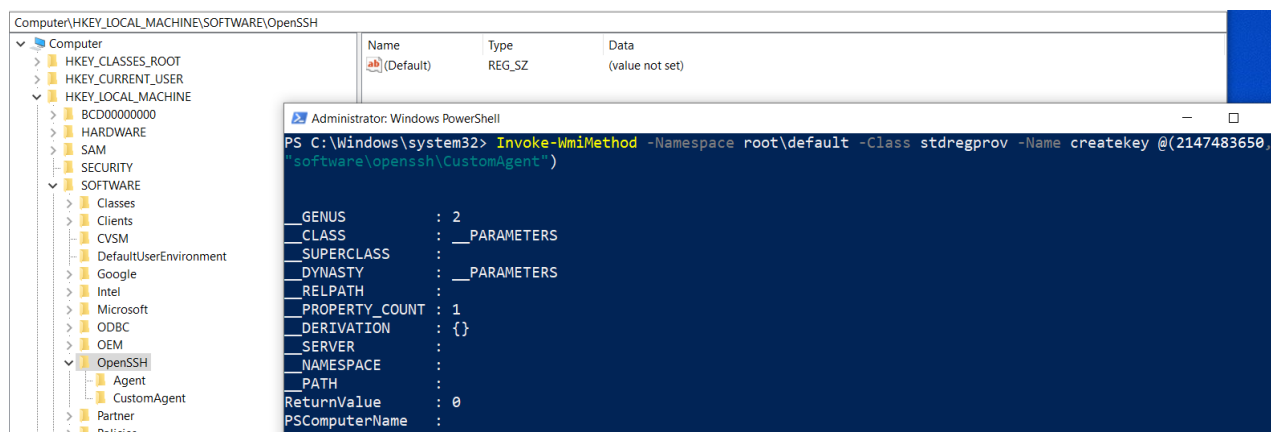 Computer\HKEY_LOCAL_MACHINE\SOFTWARE\OpenSSH
Computer
HKEY_CLASSES_ROOT
HKEY_CURRENT_USER
HKEY_LOCAL_MACHINE
BCD00000000
HARDWARE
SAM
SECURITY
SOFTWARE
Classes
Clients
CVSM
DefaultUserEnvironment
Google
Intel
Microsoft
ODBC
OEM
OpenSSH
Agent
CustomAgent
Partner
Policies
Name Type Data
ab (Default) REG_SZ (value not set)
Administrator: Windows PowerShell
PS C:\Windows\system32> Invoke-WmiMethod -Namespace root\default -Class stdregprov -Name createkey @(2147483650,
"software\openssh\CustomAgent")
__GENUS : 2
__CLASS : __PARAMETERS
__SUPERCLASS :
__DYNASTY : __PARAMETERS
__RELPATH :
__PROPERTY_COUNT : 1
__DERIVATION : {}
__SERVER :
__NAMESPACE :
__PATH :
ReturnValue : 0
PSComputerName :